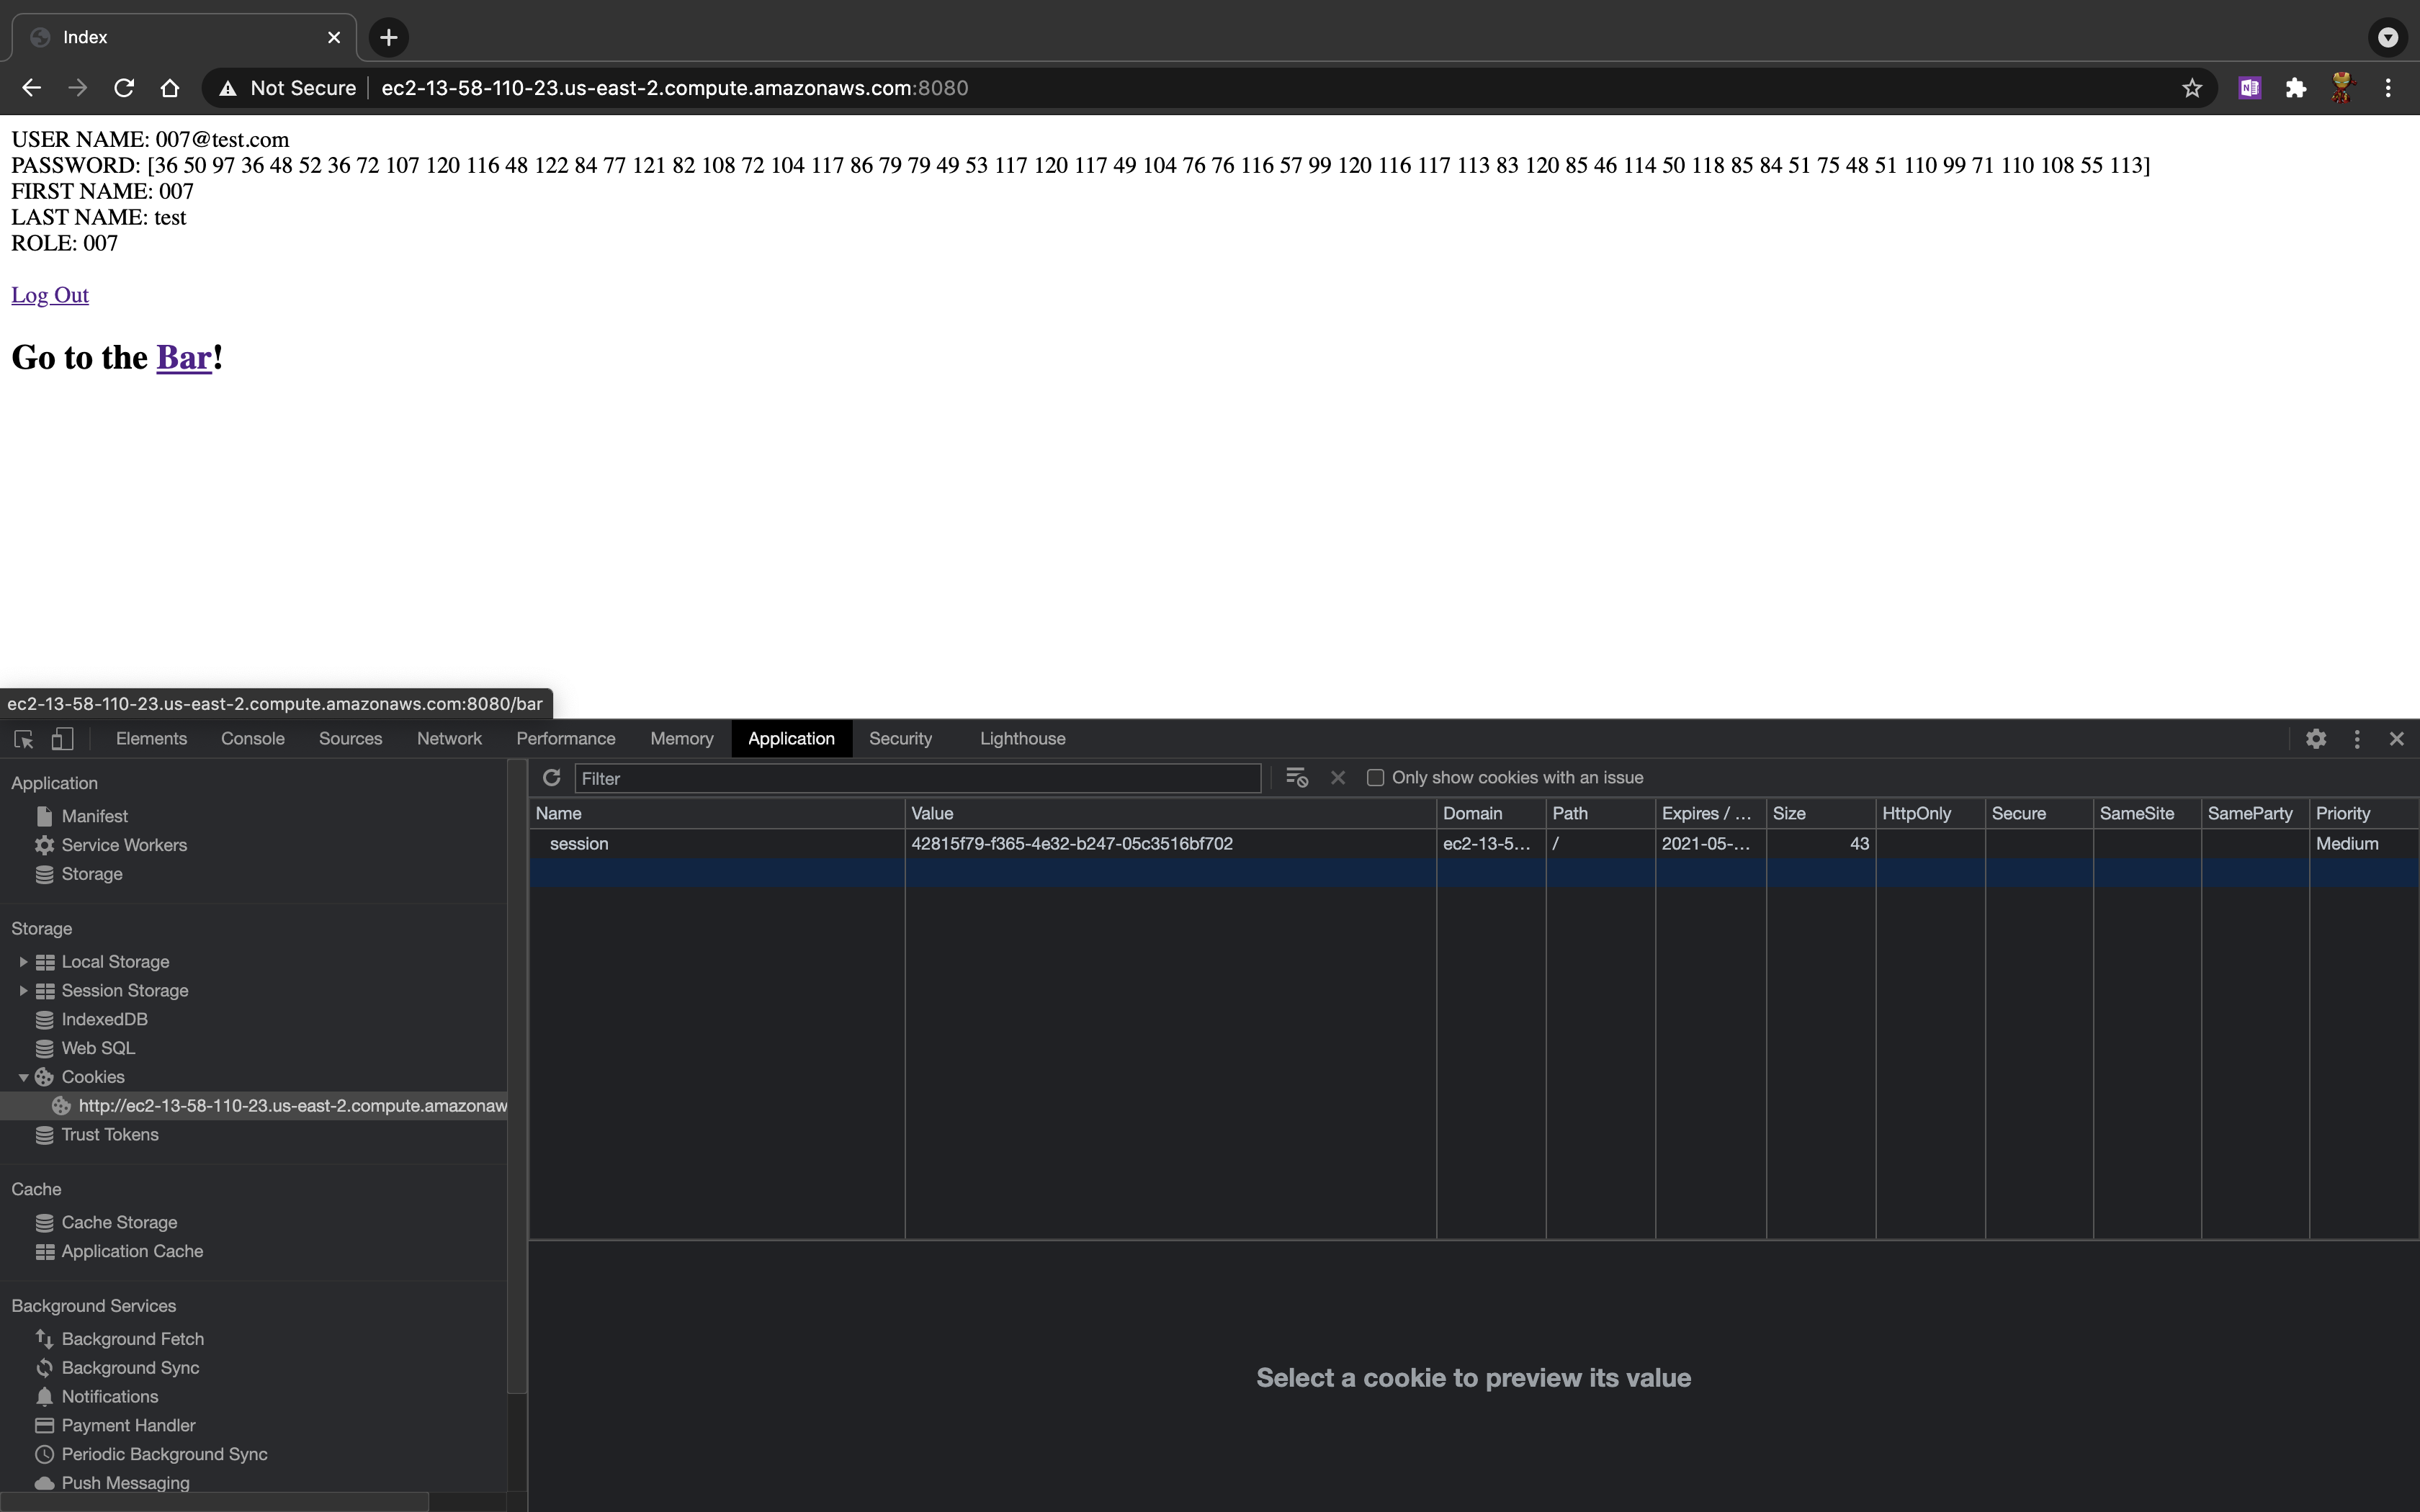 Index
Not Secure
ec2-13-58-110-23.us-east-2.compute.amazonaws.com:8080
USER NAME: 007@test.com
PASSWORD: [36 50 97 36 48 52 36 72 107 120 116 48 122 84 77 121 82 108 72 104 117 86 79 79 49 53 117 120 117 49 104 76 76 116 57 99 120 116 117 113 83 120 85 46 114 50 118 85 84 51 75 48 51 110 99 71 110 108 55 113]
FIRST NAME: 007
LAST NAME: test
ROLE: 007
Log Out
Go to the Bar!
ec2-13-58-110-23.us-east-2.compute.amazonaws.com:8080/bar
Elements Console Sources Network Performance Memory Application Security Lighthouse
Application
Manifest
Service Workers
Storage
Storage
Local Storage
Session Storage
IndexedDB
Web SQL
Cookies
http://ec2-13-58-110-23.us-east-2.compute.amazonaw
Trust Tokens
Cache
Cache Storage
Application Cache
Background Services
Background Fetch
Background Sync
Notifications
Payment Handler
Periodic Background Sync
Push Messaging
Filter
Only show cookies with an issue
Name Value Domain Path Expires / ... Size HttpOnly Secure SameSite SameParty Priority
session 42815f79-f365-4e32-b247-05c3516bf702 ec2-13-5... / 2021-05-... 43 Medium
Select a cookie to preview its value